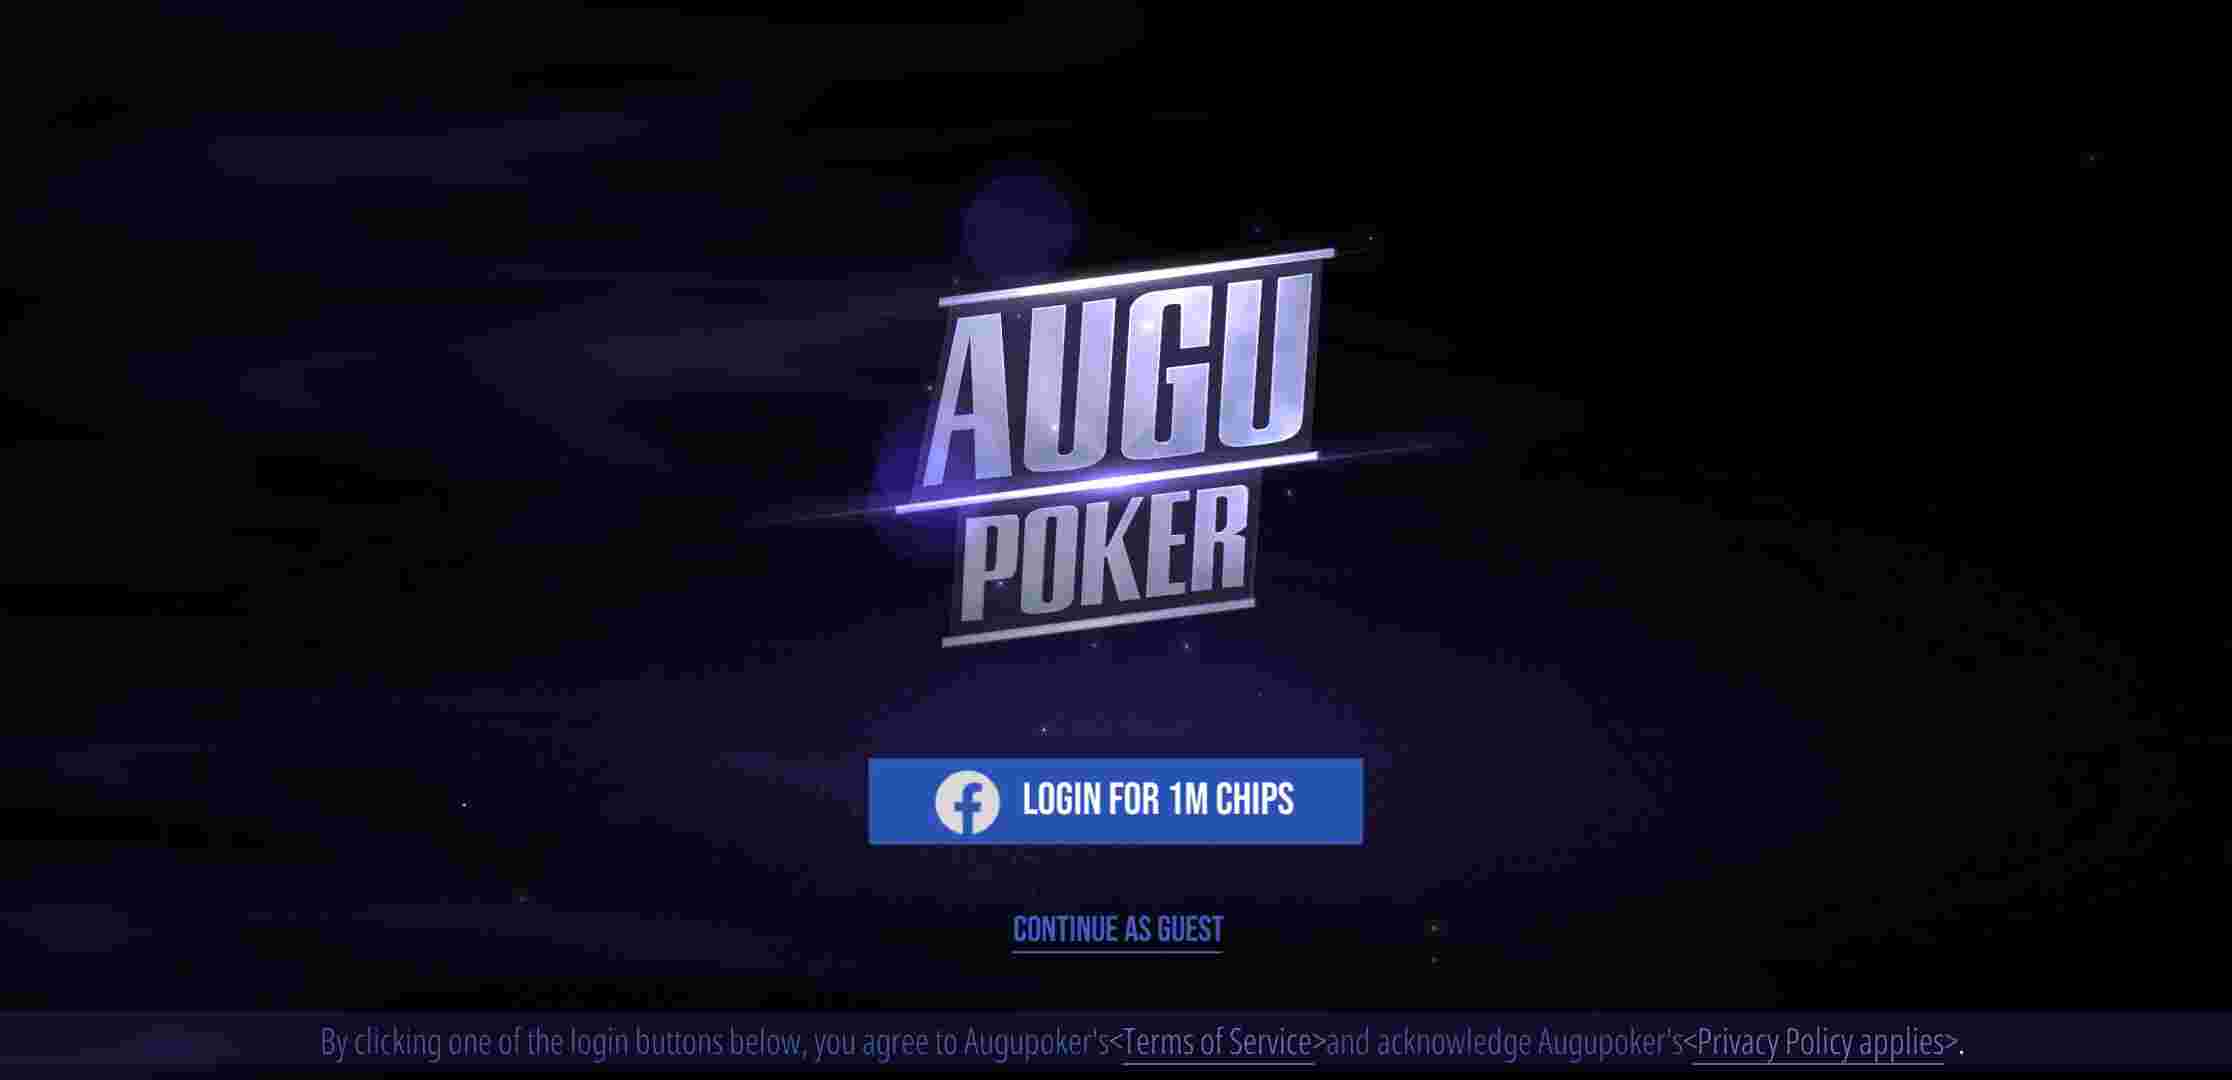 AUGU
POKER
LOGIN FOR 1M CHIPS
CONTINUE AS GUEST
By clicking one of the login buttons below, you agree to Augupoker's<Terms of Service>and acknowledge Augupoker's<Privacy Policy applies>.